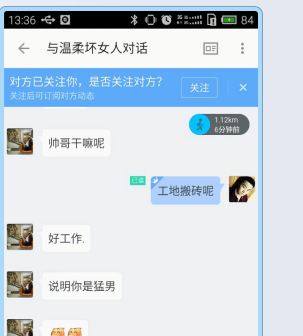 13:36
84
与温柔坏女人对话
对方已关注你，是否关注对方？
关注后可订阅对方动态
关注
1.12km
6分钟前
帅哥干嘛呢
已读
工地搬砖呢
好工作.
说明你是猛男